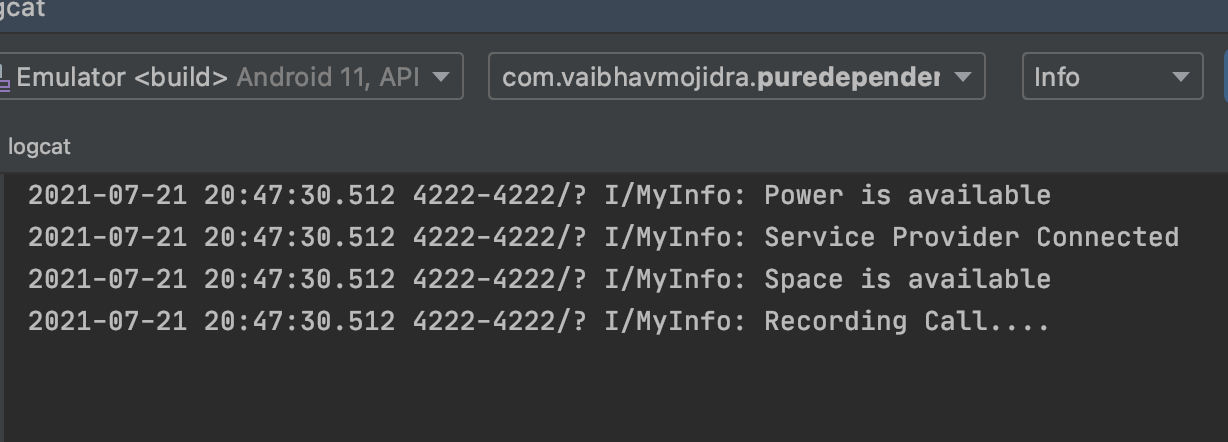 gcat
Emulator <build> Android 11, API
com.vaibhavmojidra.puredepender
Info
logcat
2021-07-21 20:47:30.512 4222-4222/? I/MyInfo: Power is available
2021-07-21 20:47:30.512 4222-4222/? I/MyInfo: Service Provider Connected
2021-07-21 20:47:30.512 4222-4222/? I/MyInfo: Space is available
2021-07-21 20:47:30.512 4222-4222/? I/MyInfo: Recording Call....